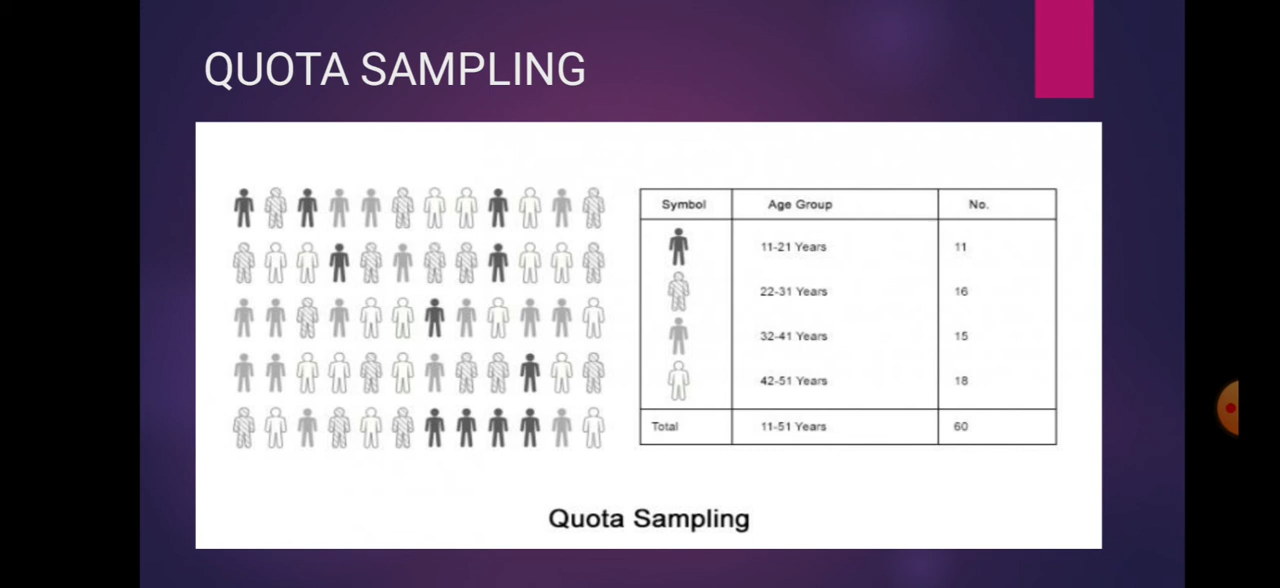 QUOTA SAMPLING
Symbol Age Group No.
11-21 Years 11
22-31 Years 16
32-41 Years 15
42-51 Years 18
Total 11-51 Years 60
Quota Sampling